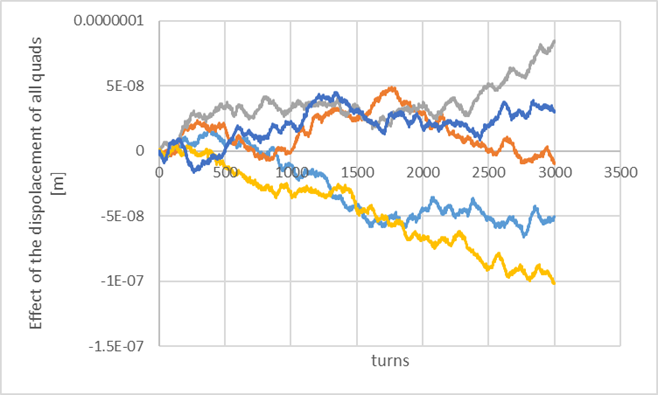 0.0000001
5E-08
0
-5E-08
-1E-07
-1.5E-07
0 500 1000 1500 2000 2500 3000 3500
Effect of the dispolacement of all quads
[m]
turns